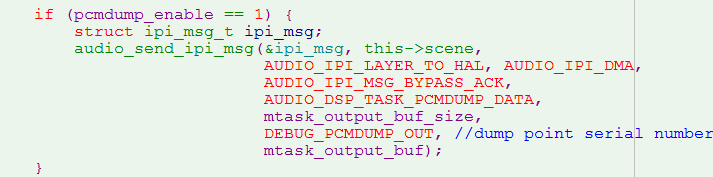 if (pcmdump_enable == 1) {
struct ipi_msg_t ipi_msg;
audio_send_ipi_msg(&ipi_msg, this->scene,
AUDIO_IPI_LAYER_TO_HAL, AUDIO_IPI_DMA,
AUDIO_IPI_MSG_BYPASS_ACK,
AUDIO_DSP_TASK_PCMDUMP_DATA,
mtask_output_buf_size,
DEBUG_PCMDUMP_OUT, //dump point serial number
mtask_output_buf);
}